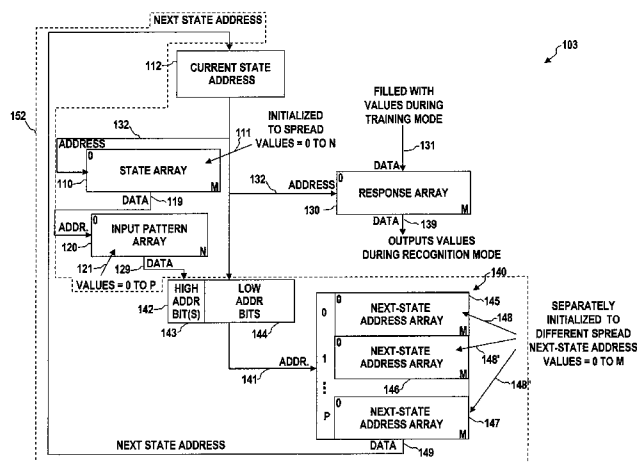 NEXT STATE ADDRESS
103
112
CURRENT STATE
ADDRESS
FILLED WITH
VALUES DURING
TRAINING MODE
152
132
111
INITIALIZED
TO SPREAD
VALUES = 0 TO N
131
ADDRESS
DATA
0
STATE ARRAY
M
110
132
ADDRESS
0
RESPONSE ARRAY
M
130
DATA
119
DATA
139
ADDR.
0
INPUT PATTERN
ARRAY
N
120
OUTPUTS VALUES
DURING RECOGNITION MODE
121
129
DATA
VALUES = 0 TO P
140
142
HIGH
ADDR
BIT(S)
LOW
ADDR
BITS
143
144
145
0
0
NEXT-STATE
ADDRESS ARRAY
M
148
SEPARATELY
INITIALIZED
TO
DIFFERENT SPREAD
NEXT-STATE ADDRESS
VALUES = 0 TO M
ADDR.
141
1
0
NEXT-STATE
ADDRESS ARRAY
M
148'
146
148"
P
0
NEXT-STATE
ADDRESS ARRAY
M
147
NEXT STATE ADDRESS
DATA
149